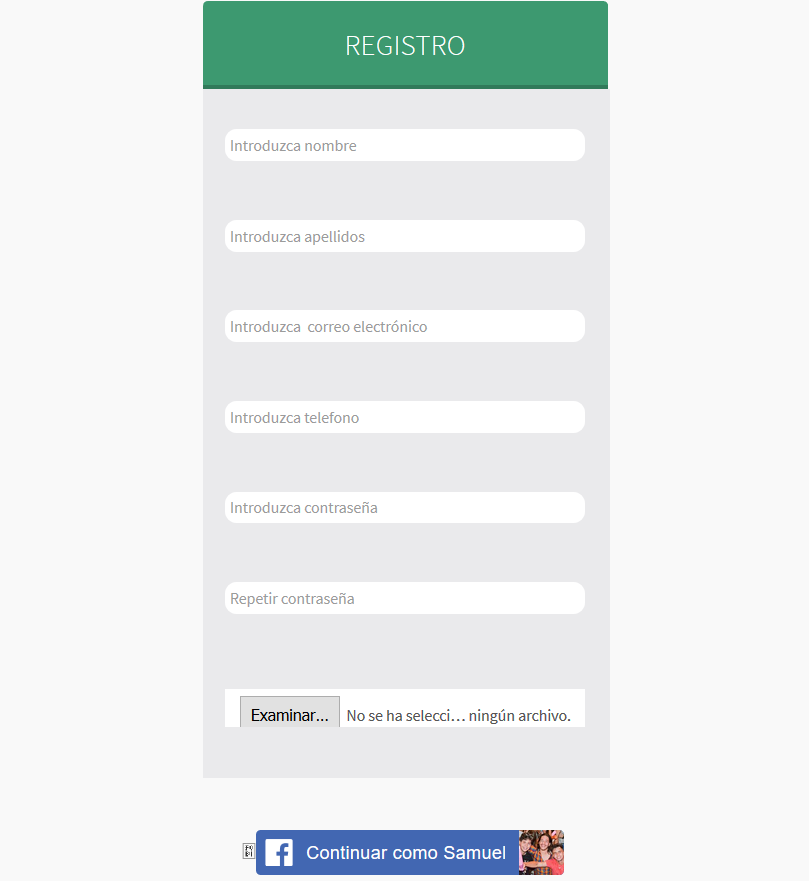 REGISTRO
Introduzca nombre
Introduzca apellidos
Introduzca  correo electrónico
Introduzca telefono
Introduzca contraseña
Repetir contraseña
Examinar... No se ha selecci… ningún archivo.
Continuar como Samuel